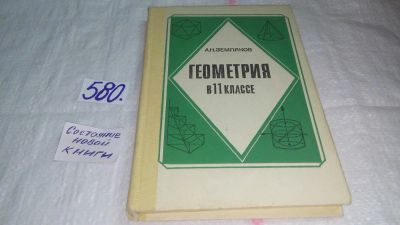 580.
Состояние
новой
книги
А.Н.ЗЕМЛЯКОВ
ГЕОМЕТРИЯ
В 11 КЛАССЕ